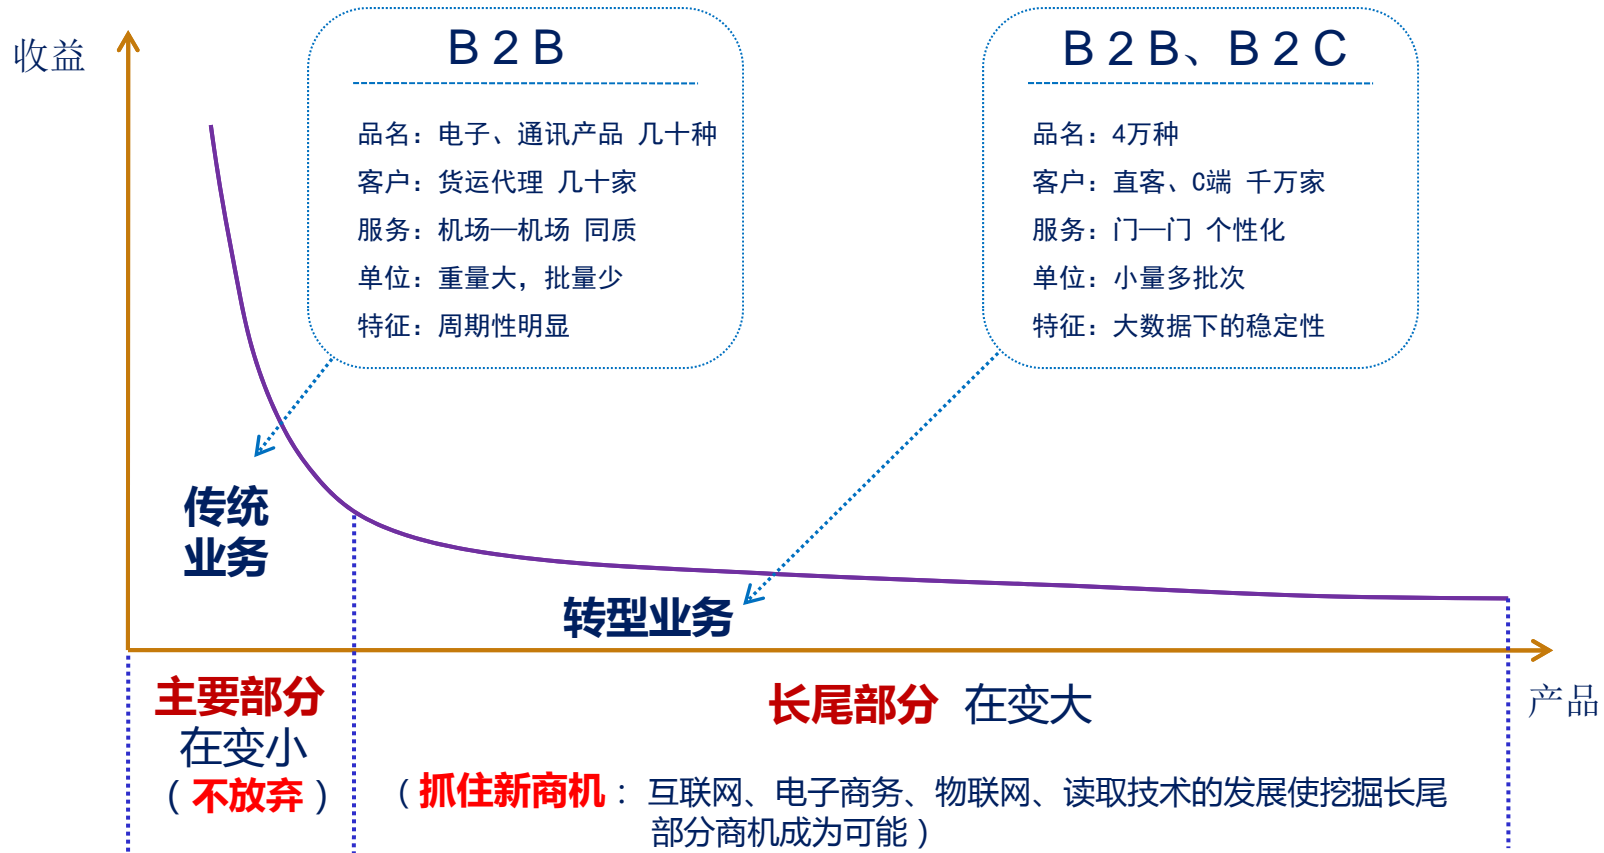 收益
B2B
品名：电子、通讯产品 几十种
客户：货运代理 几十家
服务：机场—机场 同质
单位：重量大，批量少
特征：周期性明显
B2B、B2C
品名：4万种
客户：直客、C端 千万家
服务：门—门 个性化
单位：小量多批次
特征：大数据下的稳定性
传统
业务
转型业务
产品
主要部分
在变小
（不放弃）
长尾部分 在变大
（抓住新商机：互联网、电子商务、物联网、读取技术的发展使挖掘长尾
部分商机成为可能）